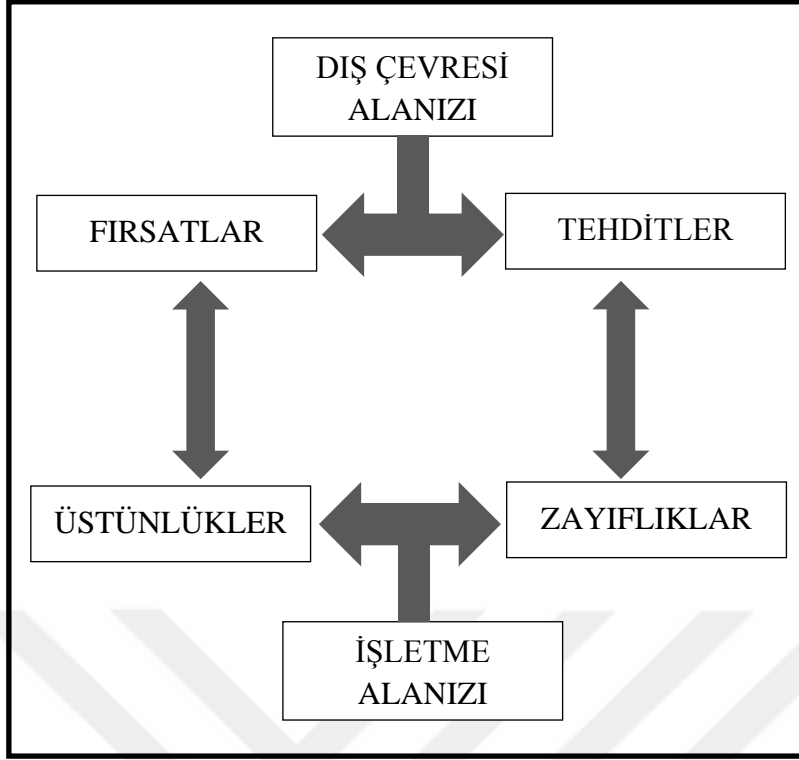 DIŞ ÇEVRESİ
ALANIZI
FIRSATLAR
TEHDİTLER
ÜSTÜNLÜKLER
ZAYIFLIKLAR
İŞLETME
ALANIZI